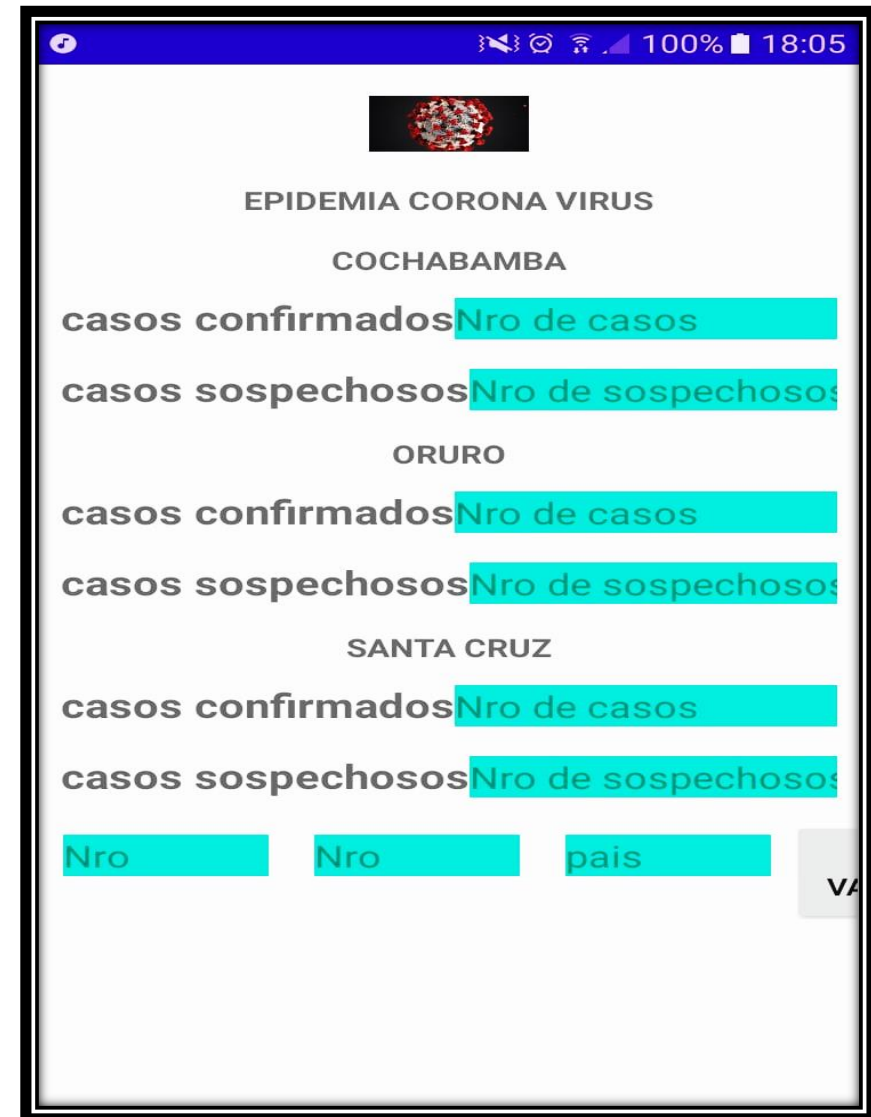 100% 18:05
EPIDEMIA CORONA VIRUS
COCHABAMBA
casos confirmados Nro de casos
casos sospechosos Nro de sospechosos
ORURO
casos confirmados Nro de casos
casos sospechosos Nro de sospechosos
SANTA CRUZ
casos confirmados Nro de casos
casos sospechosos Nro de sospechosos
Nro Nro pais